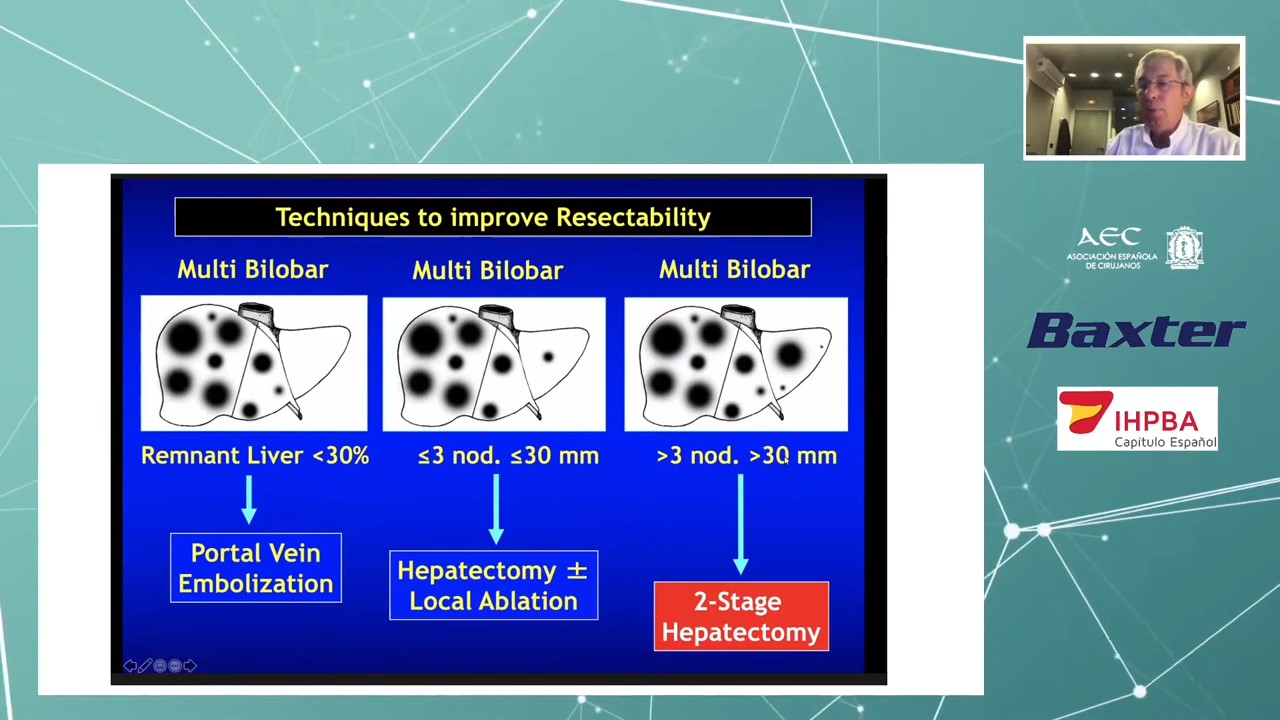 Techniques to improve Resectability
Multi Bilobar
Multi Bilobar
Multi Bilobar
Remnant Liver <30%
≤3 nod. ≤30 mm
>3 nod. >30 mm
Portal Vein
Embolization
Hepatectomy ±
Local Ablation
2-Stage
Hepatectomy
AEC
ASOCIACIÓN ESPAÑOLA
DE CIRUJANOS
Baxter
IHPBA
Capítulo Español